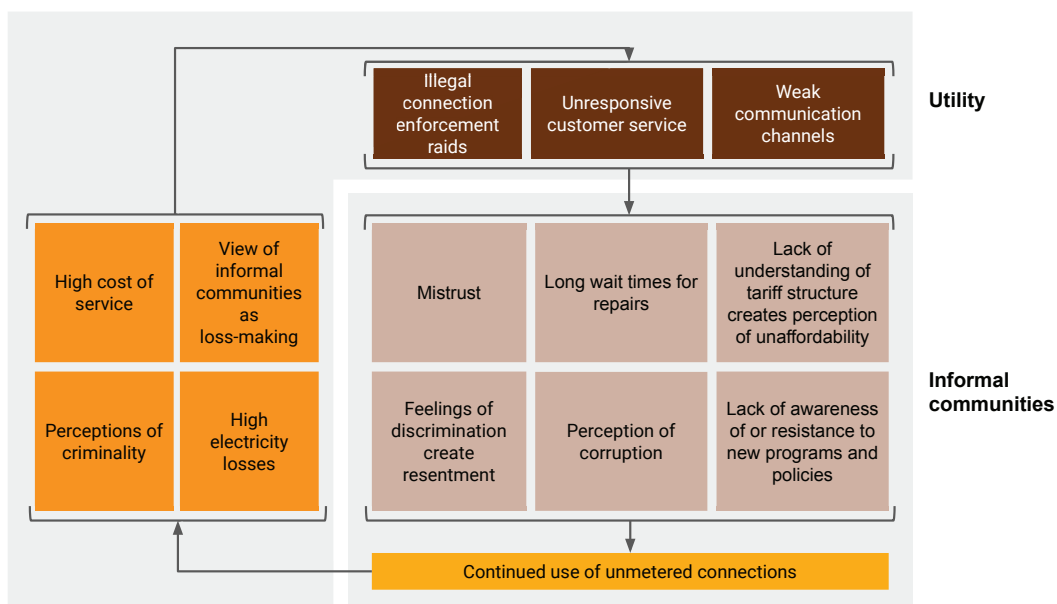 Illegal
connection
enforcement
raids
Unresponsive
customer service
Weak
communication
channels
Utility
High cost of
service
View of
informal
communities
as
loss-making
Perceptions of
criminality
High
electricity
losses
Mistrust
Long wait times for
repairs
Lack of
understanding of
tariff structure
creates perception
of unaffordability
Feelings of
discrimination
create
resentment
Perception of
corruption
Lack of awareness
of or resistance to
new programs and
policies
Informal
communities
Continued use of unmetered connections